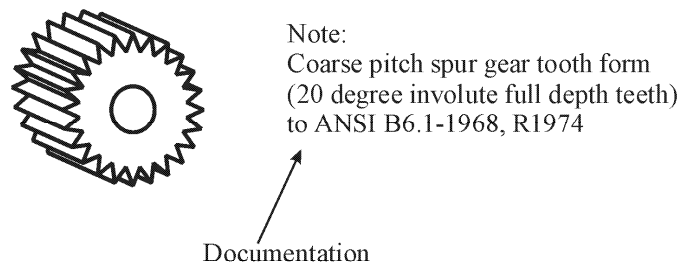 Note:
Coarse pitch spur gear tooth form
(20 degree involute full depth teeth)
to ANSI B6.1-1968, R1974
Documentation